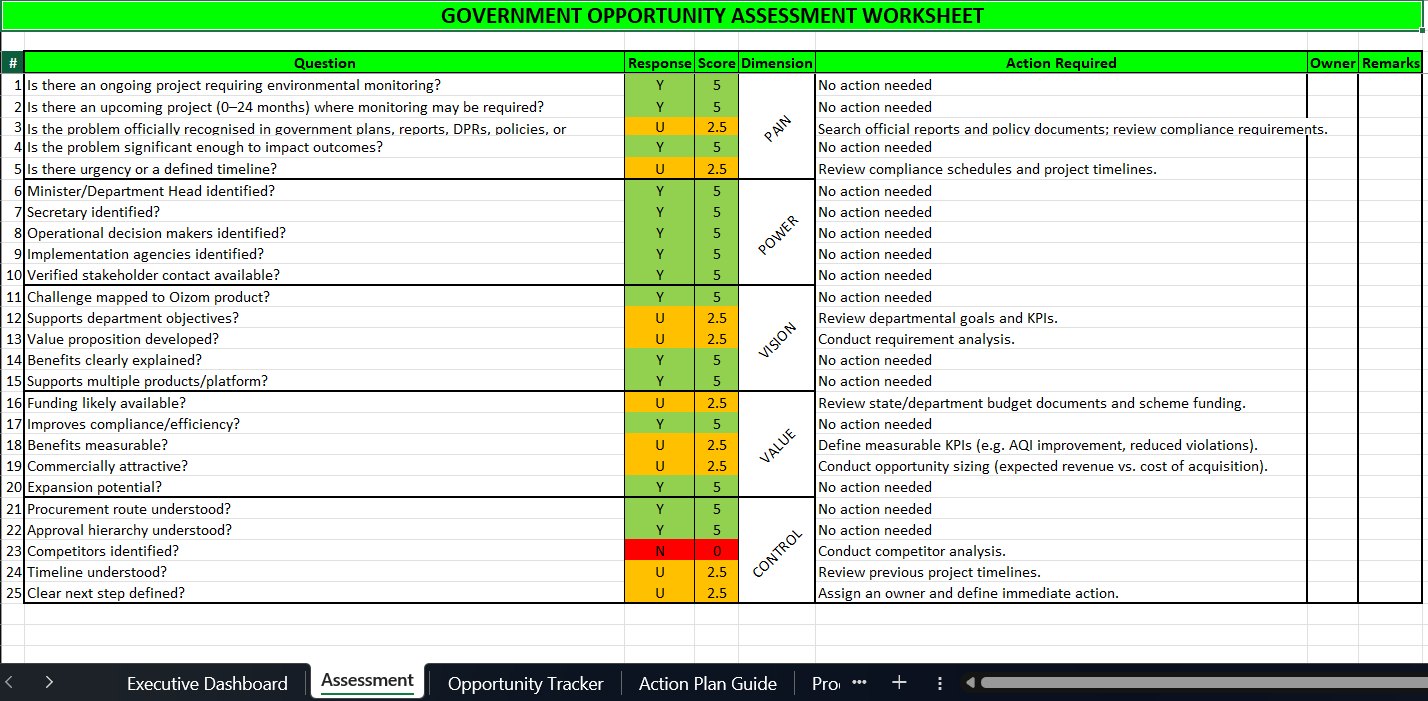 GOVERNMENT OPPORTUNITY ASSESSMENT WORKSHEET
# Question Response Score Dimension Action Required Owner Remarks
1 Is there an ongoing project requiring environmental monitoring? Y 5 No action needed
2 Is there an upcoming project (0–24 months) where monitoring may be required? Y 5 No action needed
3 Is the problem officially recognised in government plans, reports, DPRs, policies, or U 2.5 PAIN Search official reports and policy documents; review compliance requirements.
4 Is the problem significant enough to impact outcomes? Y 5 No action needed
5 Is there urgency or a defined timeline? U 2.5 Review compliance schedules and project timelines.
6 Minister/Department Head identified? Y 5 No action needed
7 Secretary identified? Y 5 No action needed
8 Operational decision makers identified? Y 5 POWER No action needed
9 Implementation agencies identified? Y 5 No action needed
10 Verified stakeholder contact available? Y 5 No action needed
11 Challenge mapped to Oizom product? Y 5 No action needed
12 Supports department objectives? U 2.5 Review departmental goals and KPIs.
13 Value proposition developed? U 2.5 VISION Conduct requirement analysis.
14 Benefits clearly explained? Y 5 No action needed
15 Supports multiple products/platform? Y 5 No action needed
16 Funding likely available? U 2.5 Review state/department budget documents and scheme funding.
17 Improves compliance/efficiency? Y 5 No action needed
18 Benefits measurable? U 2.5 VALUE Define measurable KPIs (e.g. AQI improvement, reduced violations).
19 Commercially attractive? U 2.5 Conduct opportunity sizing (expected revenue vs. cost of acquisition).
20 Expansion potential? Y 5 No action needed
21 Procurement route understood? Y 5 No action needed
22 Approval hierarchy understood? Y 5 No action needed
23 Competitors identified? N 0 CONTROL Conduct competitor analysis.
24 Timeline understood? U 2.5 Review previous project timelines.
25 Clear next step defined? U 2.5 Assign an owner and define immediate action.
Executive Dashboard Assessment Opportunity Tracker Action Plan Guide Pro